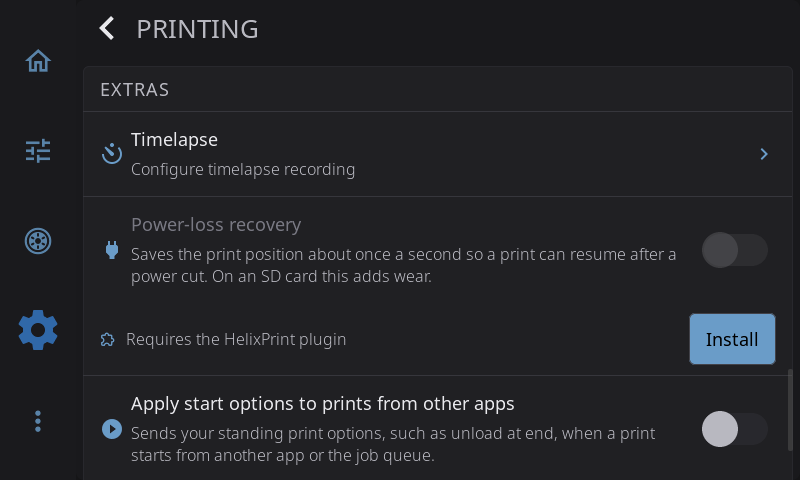 PRINTING
EXTRAS
Timelapse
Configure timelapse recording
Power-loss recovery
Saves the print position about once a second so a print can resume after a
power cut. On an SD card this adds wear.
Requires the HelixPrint plugin
Install
Apply start options to prints from other apps
Sends your standing print options, such as unload at end, when a print
starts from another app or the job queue.